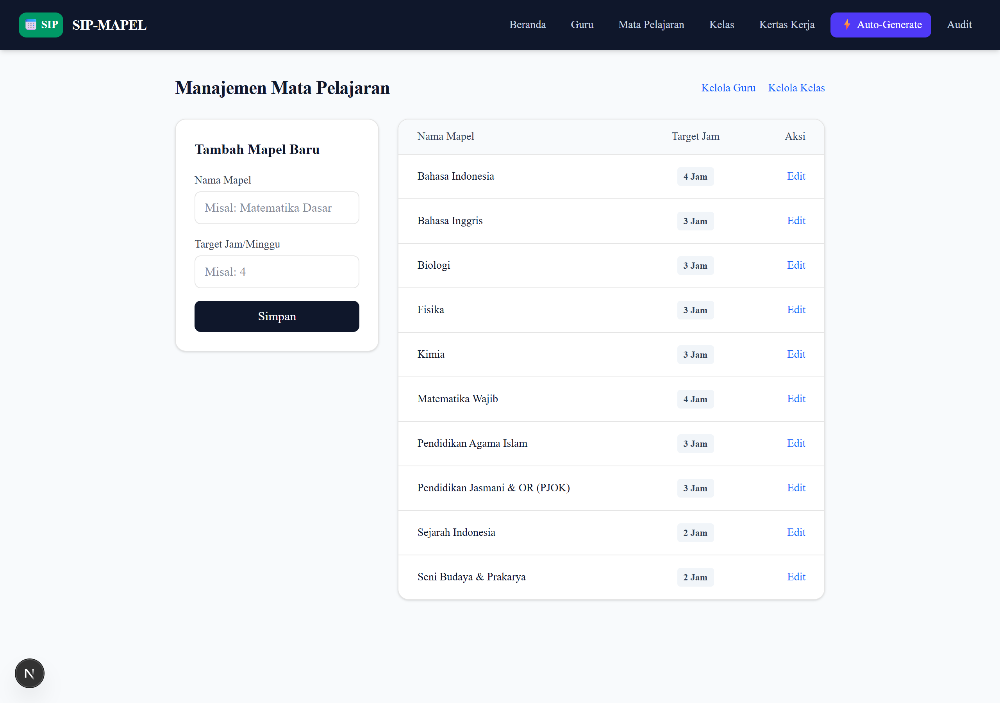 SIP SIP-MAPEL Beranda Guru Mata Pelajaran Kelas Kertas Kerja Auto-Generate Audit
Manajemen Mata Pelajaran Kelola Guru Kelola Kelas
Tambah Mapel Baru
Nama Mapel
Misal: Matematika Dasar
Target Jam/Minggu
Misal: 4
Simpan
Nama Mapel Target Jam Aksi
Bahasa Indonesia 4 Jam Edit
Bahasa Inggris 3 Jam Edit
Biologi 3 Jam Edit
Fisika 3 Jam Edit
Kimia 3 Jam Edit
Matematika Wajib 4 Jam Edit
Pendidikan Agama Islam 3 Jam Edit
Pendidikan Jasmani & OR (PJOK) 3 Jam Edit
Sejarah Indonesia 2 Jam Edit
Seni Budaya & Prakarya 2 Jam Edit
N